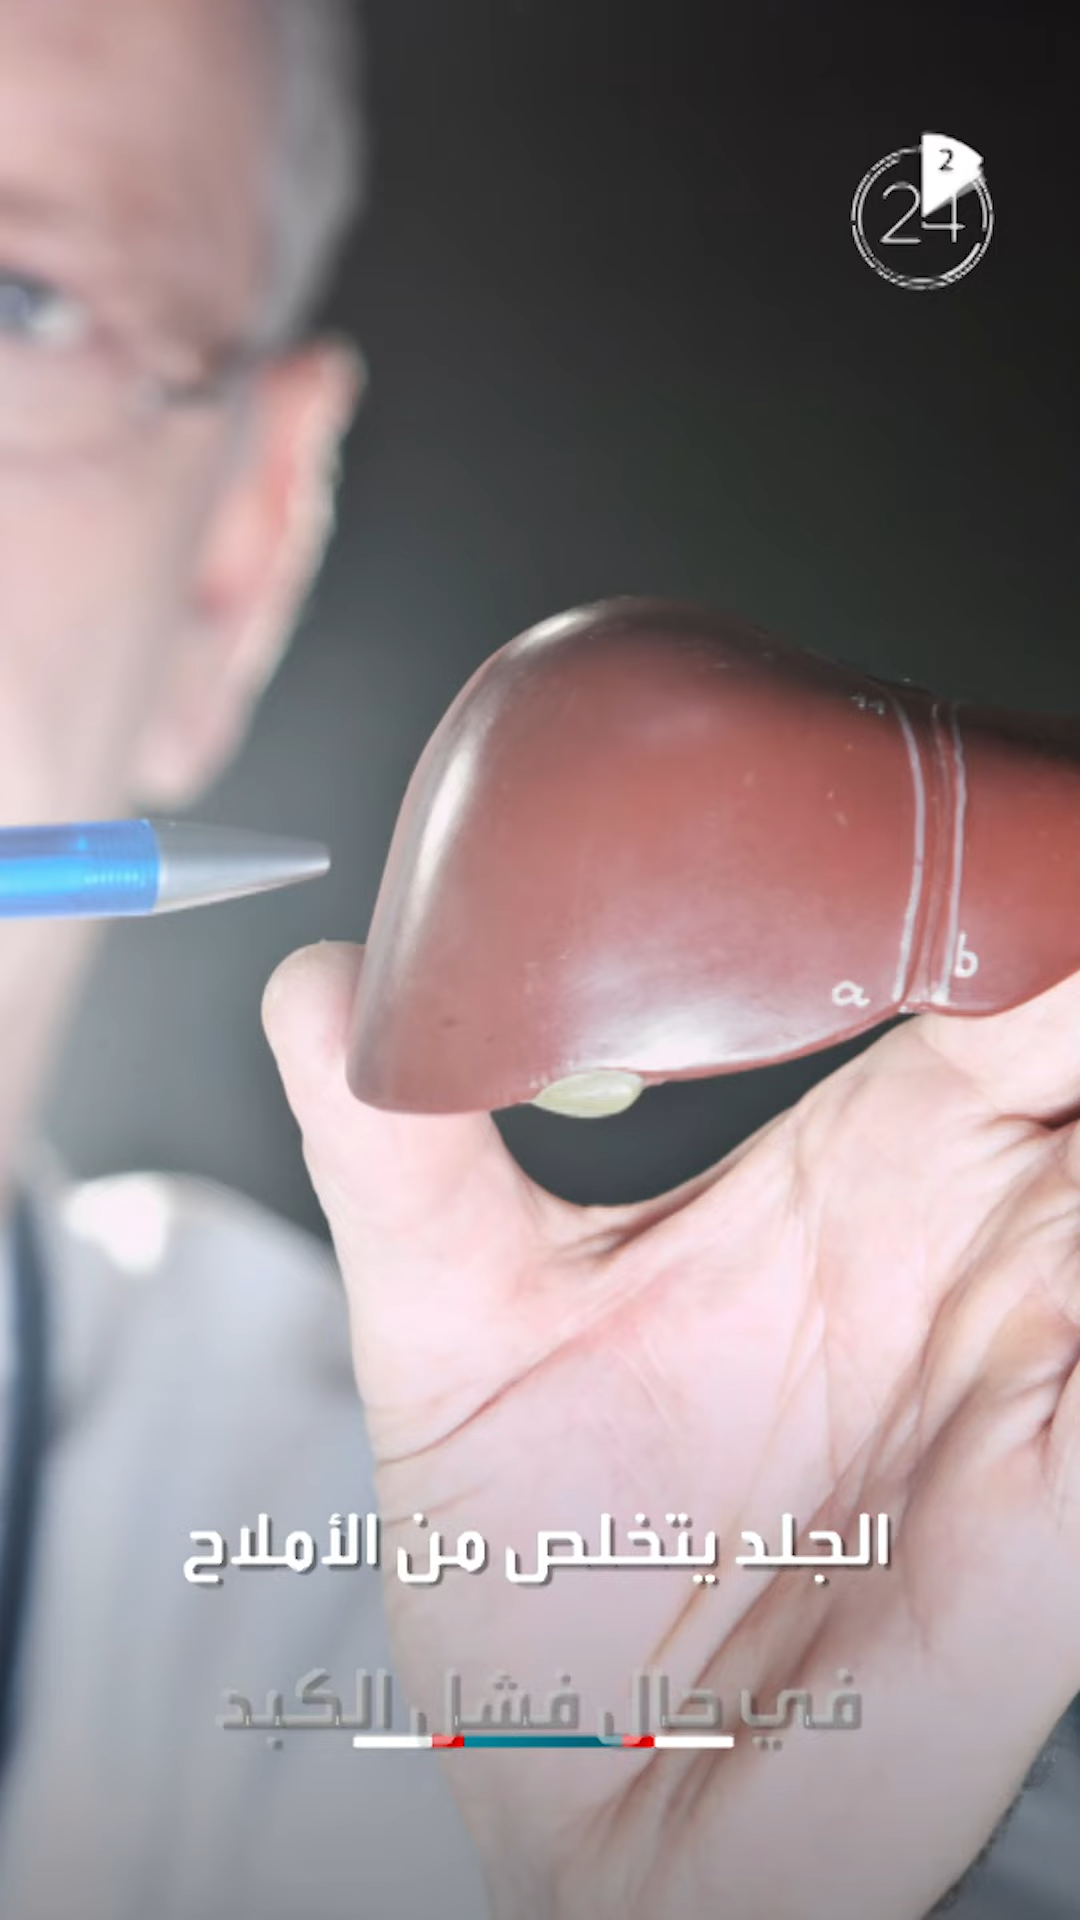 2
24
a
b
الجلد يتخلص من الأملاح
في حال فشل الكبد